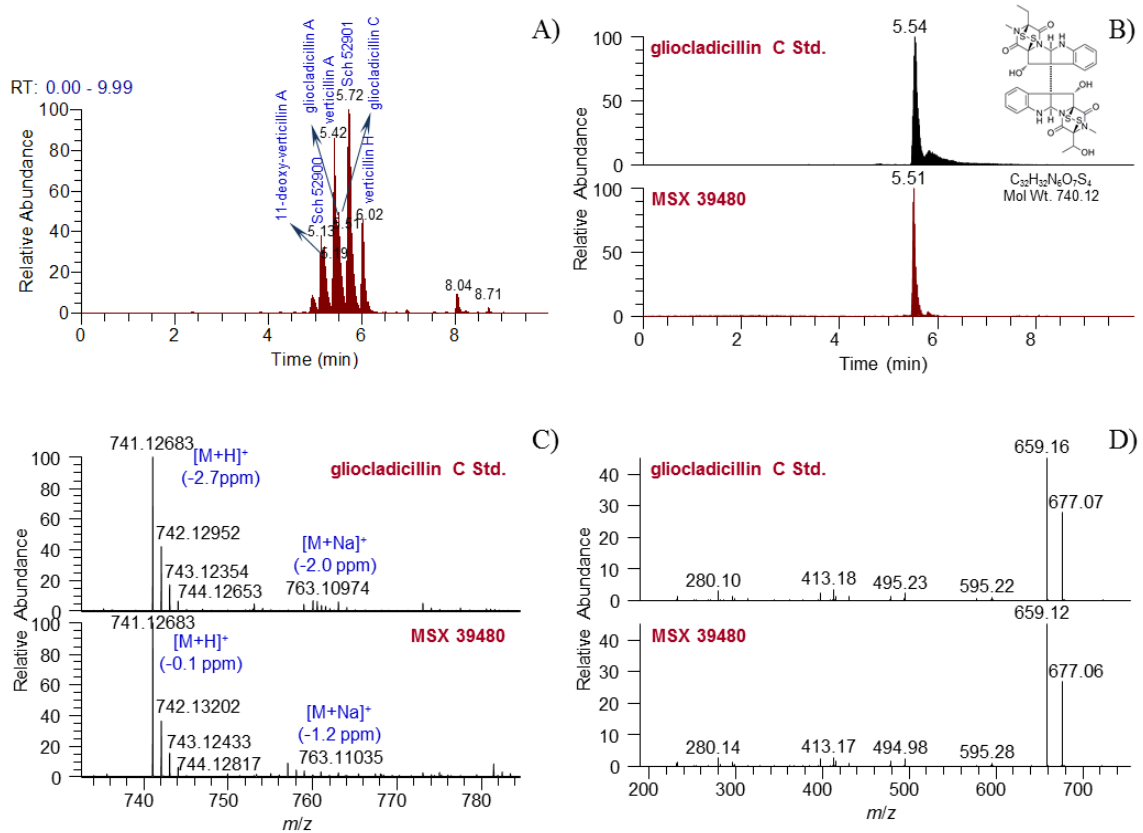 A)
RT: 0.00 - 9.99
11-deoxy-verticillin A
Sch 52900
gliocladicillin A
verticillin A
Sch 52901
gliocladicillin C
verticillin H
5.72
5.42
5.51
6.02
5.13
8.04
8.71
Relative Abundance
100
80
60
40
20
0
0 2 4 6 8
Time (min)
B)
5.54
gliocladicillin C Std.
100
50
0
5.51
MSX 39480
100
50
0
Relative Abundance
0 2 4 6 8
Time (min)
N
O
S
S
N
H
N
H
O
HO
OH
N
H
H
N
O
S
S
N
O
OH
C32H32N6O7S4
Mol Wt. 740.12
C)
741.12683
[M+H]+
(-2.7ppm)
gliocladicillin C Std.
742.12952
743.12354
744.12653
[M+Na]+
(-2.0 ppm)
763.10974
100
80
60
40
20
0
741.12683
[M+H]+
(-0.1 ppm)
MSX 39480
742.13202
743.12433
744.12817
[M+Na]+
(-1.2 ppm)
763.11035
100
80
60
40
20
0
Relative Abundance
740 750 760 770 780
m/z
D)
gliocladicillin C Std.
659.16
677.07
280.10
413.18
495.23
595.22
40
30
20
10
0
MSX 39480
659.12
677.06
280.14
413.17
494.98
595.28
40
30
20
10
0
Relative Abundance
200 300 400 500 600 700
m/z